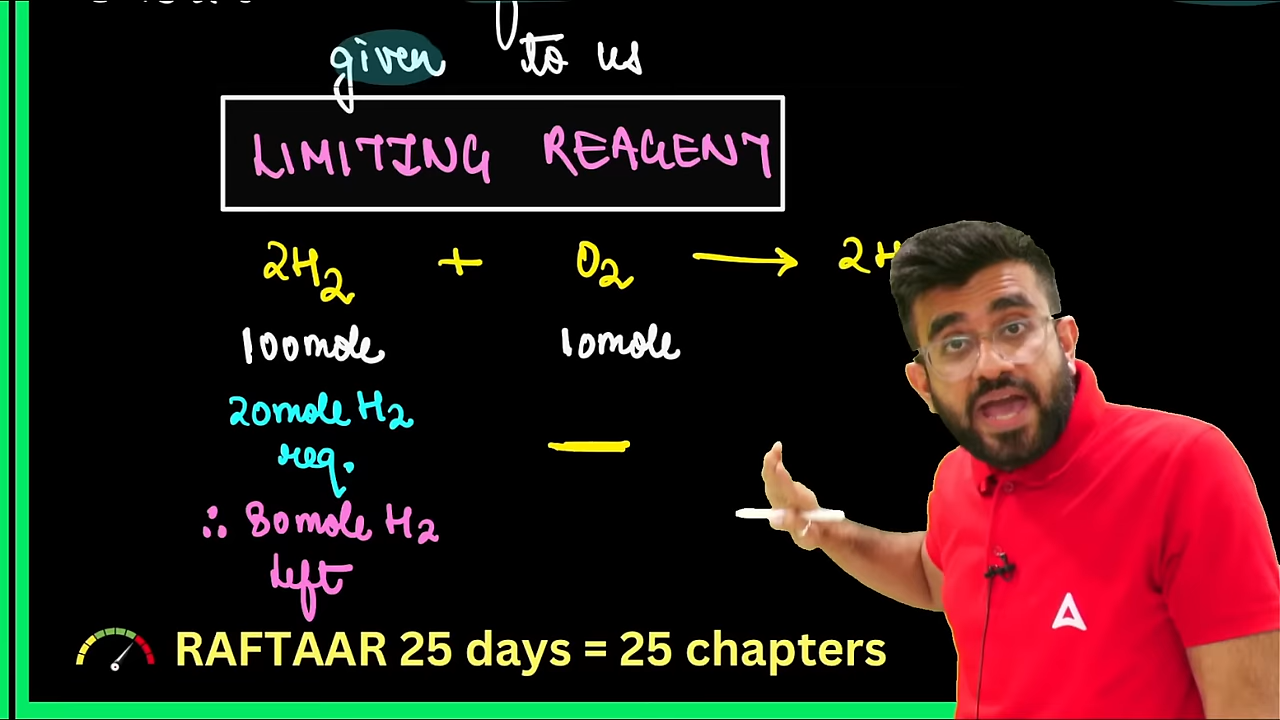 given to us
LIMITING REAGENT
2H₂ + O₂ ⟶ 2H
100mole 10mole
20mole H₂
req.
∴ 80mole H₂
left
RAFTAAR 25 days = 25 chapters